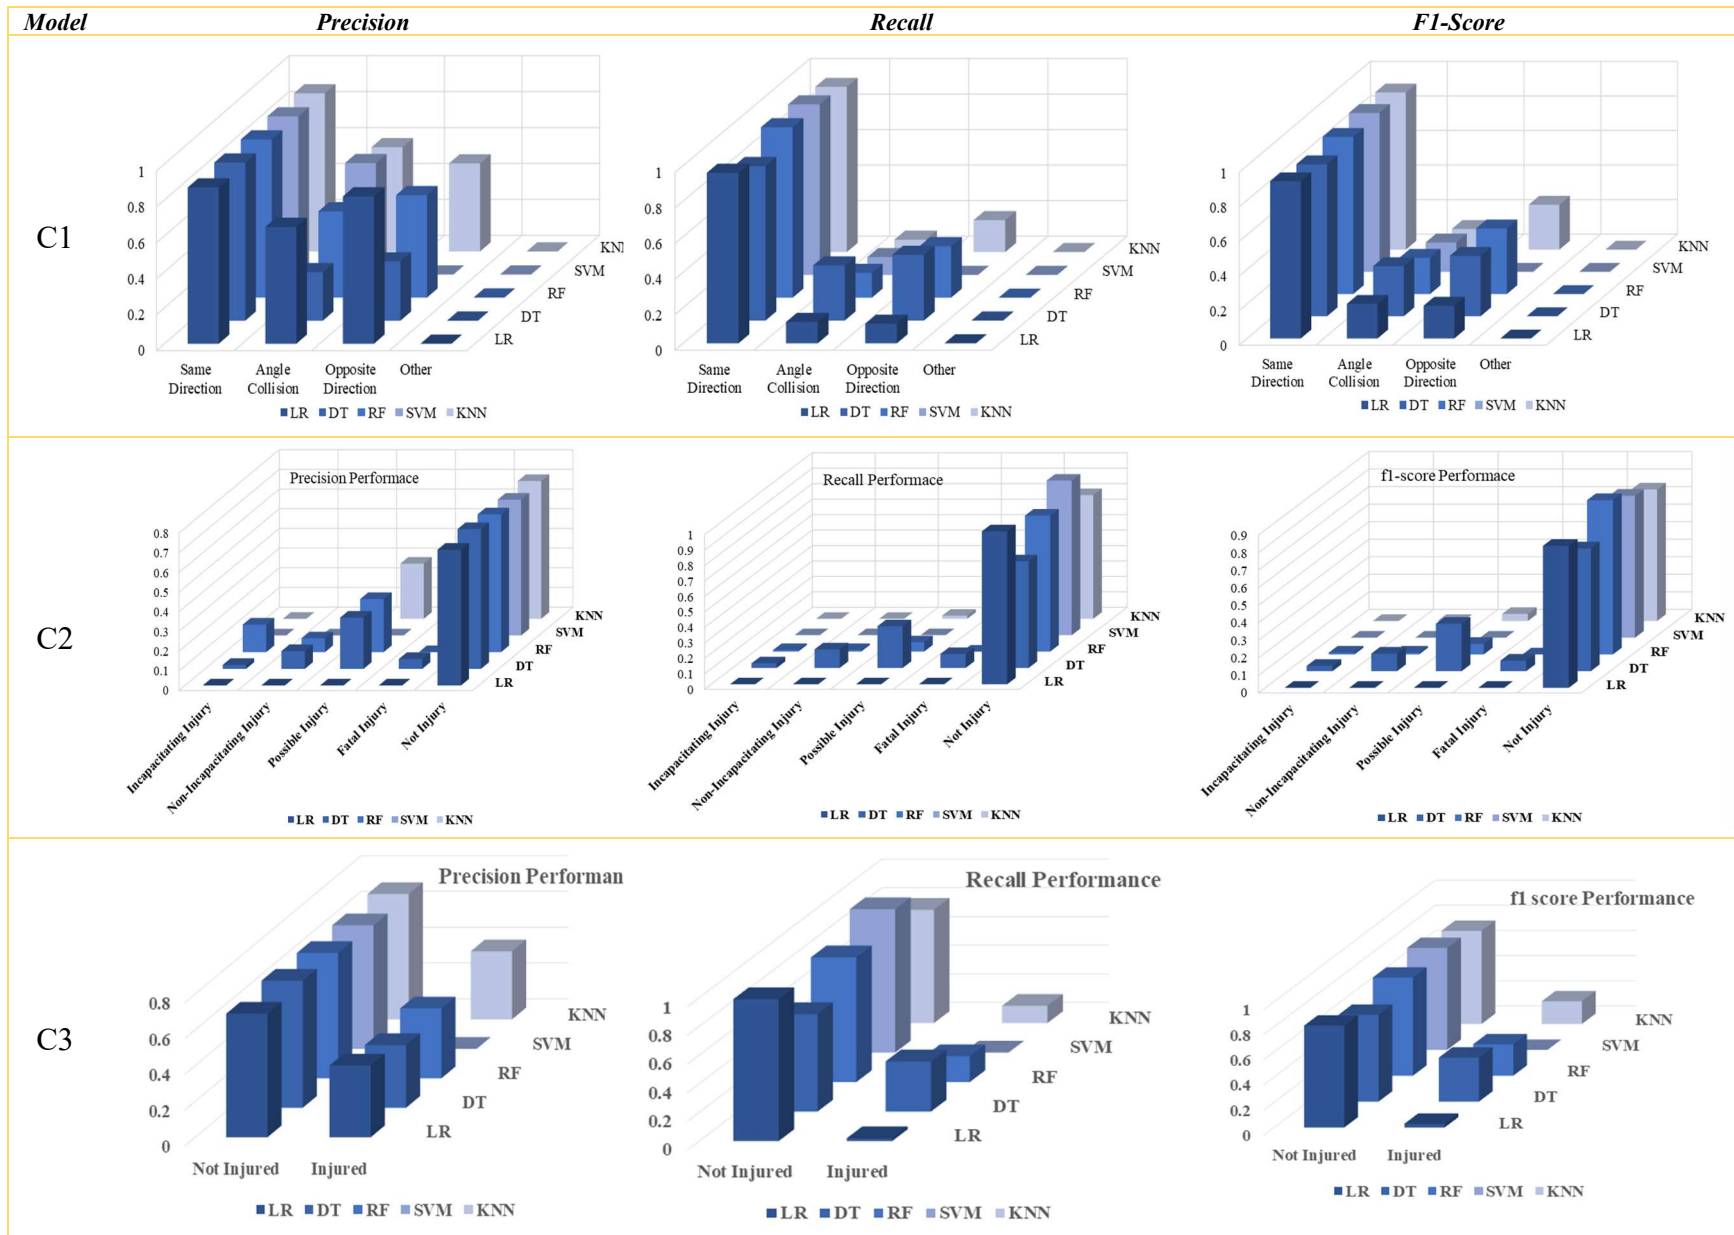 Model Precision Recall F1-Score
C1
1
0.8
0.6
0.4
0.2
0
KNN
SVM
RF
DT
LR
Same Direction
Angle Collision
Opposite Direction
Other
LR DT RF SVM KNN
1
0.8
0.6
0.4
0.2
0
KNN
SVM
RF
DT
LR
Same Direction
Angle Collision
Opposite Direction
Other
LR DT RF SVM KNN
1
0.8
0.6
0.4
0.2
0
KNN
SVM
RF
DT
LR
Same Direction
Angle Collision
Opposite Direction
Other
LR DT RF SVM KNN
C2
Precision Performace
0.8
0.7
0.6
0.5
0.4
0.3
0.2
0.1
0
KNN
SVM
RF
DT
LR
Incapacitating Injury
Non-Incapacitating Injury
Possible Injury
Fatal Injury
Not Injury
LR DT RF SVM KNN
Recall Performace
1
0.9
0.8
0.7
0.6
0.5
0.4
0.3
0.2
0.1
0
KNN
SVM
RF
DT
LR
Incapacitating Injury
Non-Incapacitating Injury
Possible Injury
Fatal Injury
Not Injury
LR DT RF SVM KNN
f1-score Performace
0.9
0.8
0.7
0.6
0.5
0.4
0.3
0.2
0.1
0
KNN
SVM
RF
DT
LR
Incapacitating Injury
Non-Incapacitating Injury
Possible Injury
Fatal Injury
Not Injury
LR DT RF SVM KNN
C3
Precision Performan
0.8
0.6
0.4
0.2
0
KNN
SVM
RF
DT
LR
Not Injured
Injured
LR DT RF SVM KNN
Recall Performance
1
0.8
0.6
0.4
0.2
0
KNN
SVM
RF
DT
LR
Not Injured
Injured
LR DT RF SVM KNN
f1 score Performance
1
0.8
0.6
0.4
0.2
0
KNN
SVM
RF
DT
LR
Not Injured
Injured
LR DT RF SVM KNN